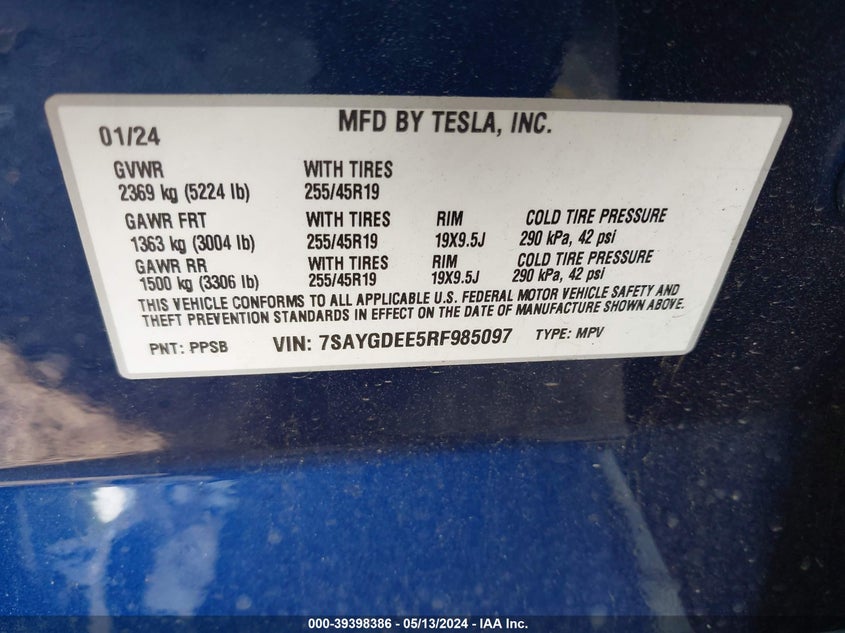 01/24 MFD BY TESLA, INC.
GVWR WITH TIRES
2369 kg (5224 lb) 255/45R19
GAWR FRT WITH TIRES RIM COLD TIRE PRESSURE
1363 kg (3004 lb) 255/45R19 19X9.5J 290 kPa, 42 psi
GAWR RR WITH TIRES RIM COLD TIRE PRESSURE
1500 kg (3306 lb) 255/45R19 19X9.5J 290 kPa, 42 psi
THIS VEHICLE CONFORMS TO ALL APPLICABLE U.S. FEDERAL MOTOR VEHICLE SAFETY AND
THEFT PREVENTION STANDARDS IN EFFECT ON THE DATE OF MANUFACTURE SHOWN ABOVE.
PNT: PPSB VIN: 7SAYGDEE5RF985097 TYPE: MPV
000-39398386 - 05/13/2024 - IAA Inc.